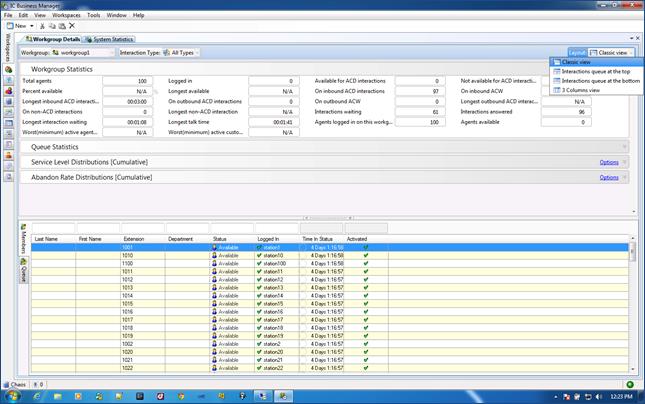 IC Business Manager
File Edit View Workspaces Tools Window Help
New
Workspaces
Workgroup Details System Statistics
Workgroup: workgroup1 Interaction Type: All Types Layout: Classic view
Classic view
Interactions queue at the top
Interactions queue at the bottom
3 Columns view
Workgroup Statistics
Total agents 100 Logged in 0 Available for ACD interactions 0 Not available for ACD interacti...
Percent available N/A % Longest available N/A On inbound ACD interactions 97 On inbound ACW N/A
Longest inbound ACD interacti... 00:03:00 On outbound ACD interactions 0 On outbound ACW 0 Longest outbound ACD interac... N/A
On non-ACD interactions 0 Longest non-ACD interaction N/A Interactions waiting 61 Interactions answered 96
Longest interaction waiting 00:01:08 Longest talk time 00:01:41 Agents logged in on this workg... 100 Agents available 0
Worst(minimum) active agent... N/A Worst(minimum) active custo... N/A
Queue Statistics
Service Level Distributions [Cumulative] Options
Abandon Rate Distributions [Cumulative] Options
Members
Queue
Last Name First Name Extension Department Status Logged In Time In Status Activated
1001 Available station1 4 Days 1:16:58
1010 Available station10 4 Days 1:16:58
1100 Available station100 4 Days 1:16:58
1011 Available station11 4 Days 1:16:57
1012 Available station12 4 Days 1:16:57
1013 Available station13 4 Days 1:16:57
1014 Available station14 4 Days 1:16:57
1015 Available station15 4 Days 1:16:57
1016 Available station16 4 Days 1:16:57
1017 Available station17 4 Days 1:16:57
1018 Available station18 4 Days 1:16:57
1019 Available station19 4 Days 1:16:57
1002 Available station2 4 Days 1:16:57
1020 Available station20 4 Days 1:16:57
1021 Available station21 4 Days 1:16:57
1022 Available station22 4 Days 1:16:57
Chaos 0
12:23 PM